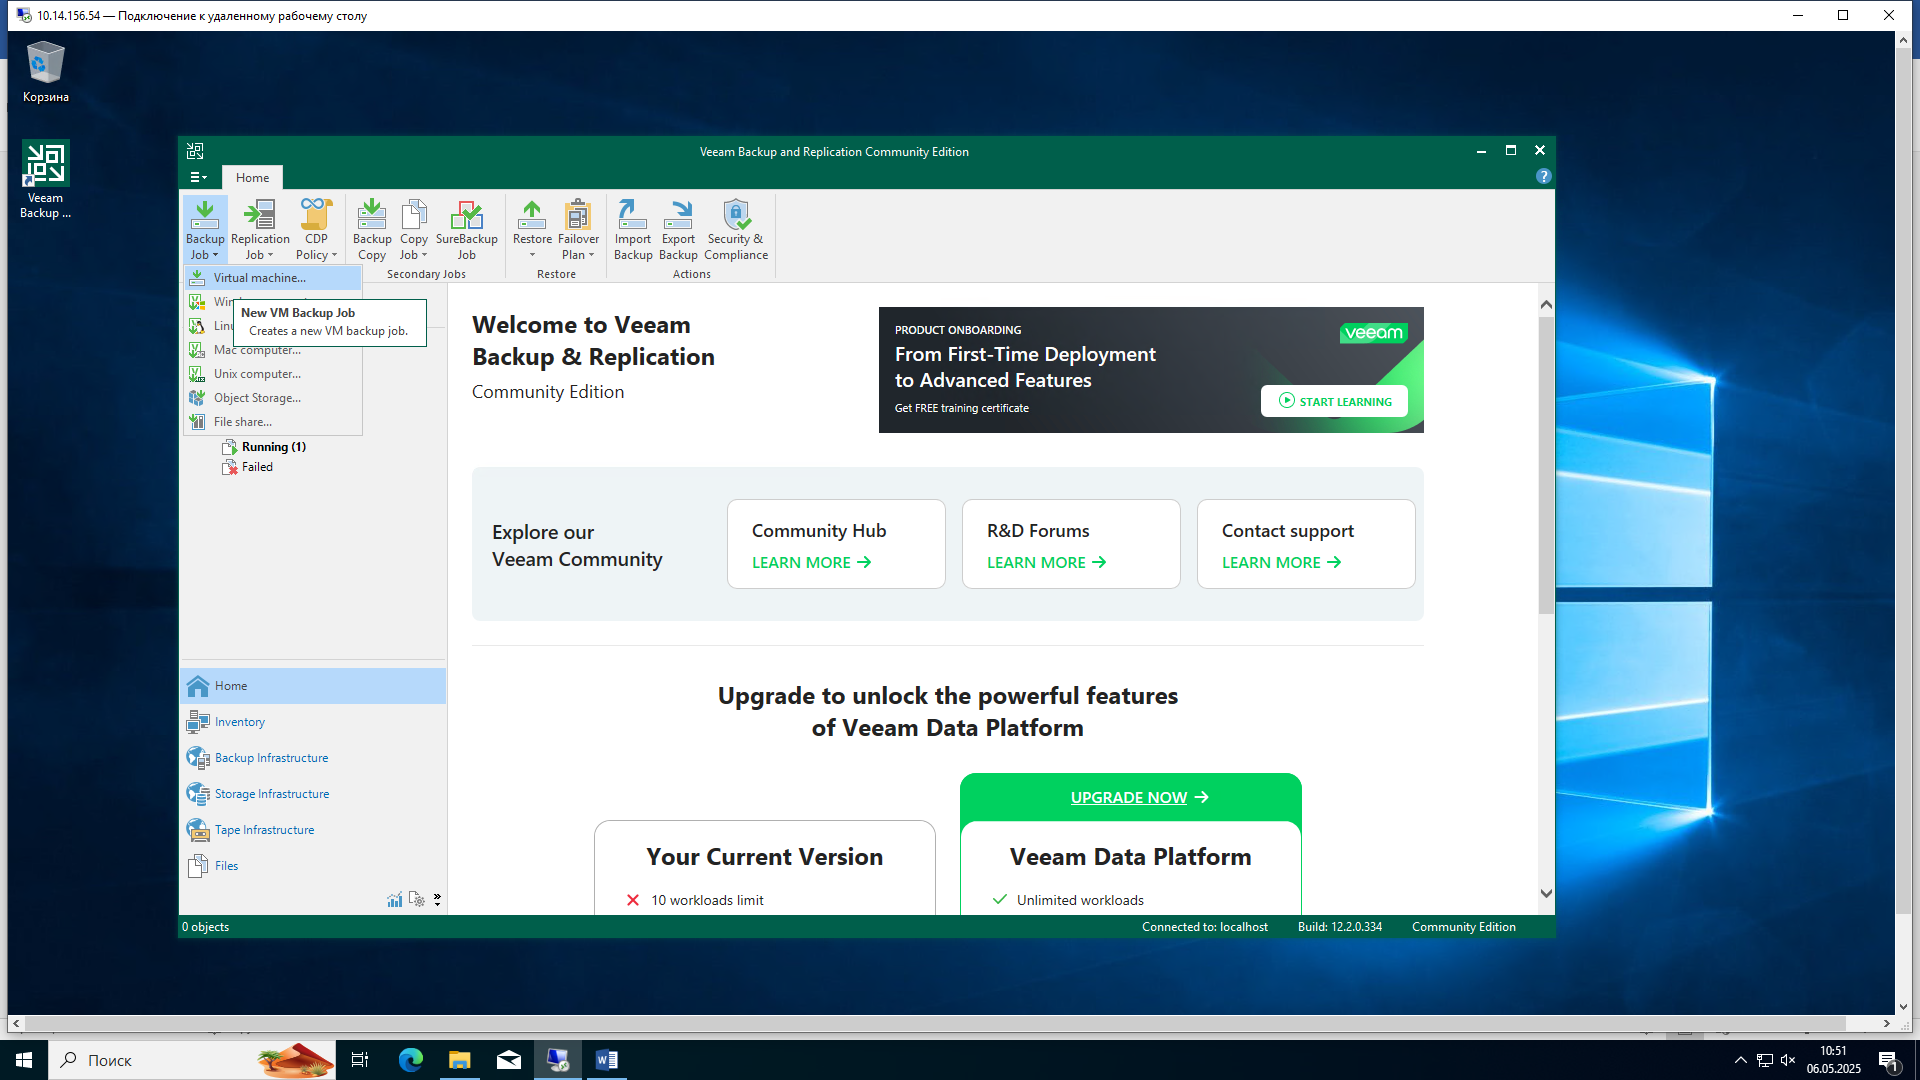 10.14.156.54 — Подключение к удаленному рабочему столу
Корзина
Veeam
Backup ...
Veeam Backup and Replication Community Edition
Home
Backup
Job
Replication
Job
CDP
Policy
Backup
Copy
Copy
Job
SureBackup
Job
Restore
Failover
Plan
Import
Backup
Export
Backup
Security &
Compliance
Secondary Jobs
Restore
Actions
Virtual machine...
New VM Backup Job
Creates a new VM backup job.
Mac computer...
Unix computer...
Object Storage...
File share...
Running (1)
Failed
Home
Inventory
Backup Infrastructure
Storage Infrastructure
Tape Infrastructure
Files
Welcome to Veeam
Backup & Replication
Community Edition
PRODUCT ONBOARDING
From First-Time Deployment
to Advanced Features
Get FREE training certificate
veeam
START LEARNING
Explore our
Veeam Community
Community Hub
LEARN MORE
R&D Forums
LEARN MORE
Contact support
LEARN MORE
Upgrade to unlock the powerful features
of Veeam Data Platform
Your Current Version
10 workloads limit
UPGRADE NOW
Veeam Data Platform
Unlimited workloads
0 objects
Connected to: localhost
Build: 12.2.0.334
Community Edition
Поиск
10:51
06.05.2025
1